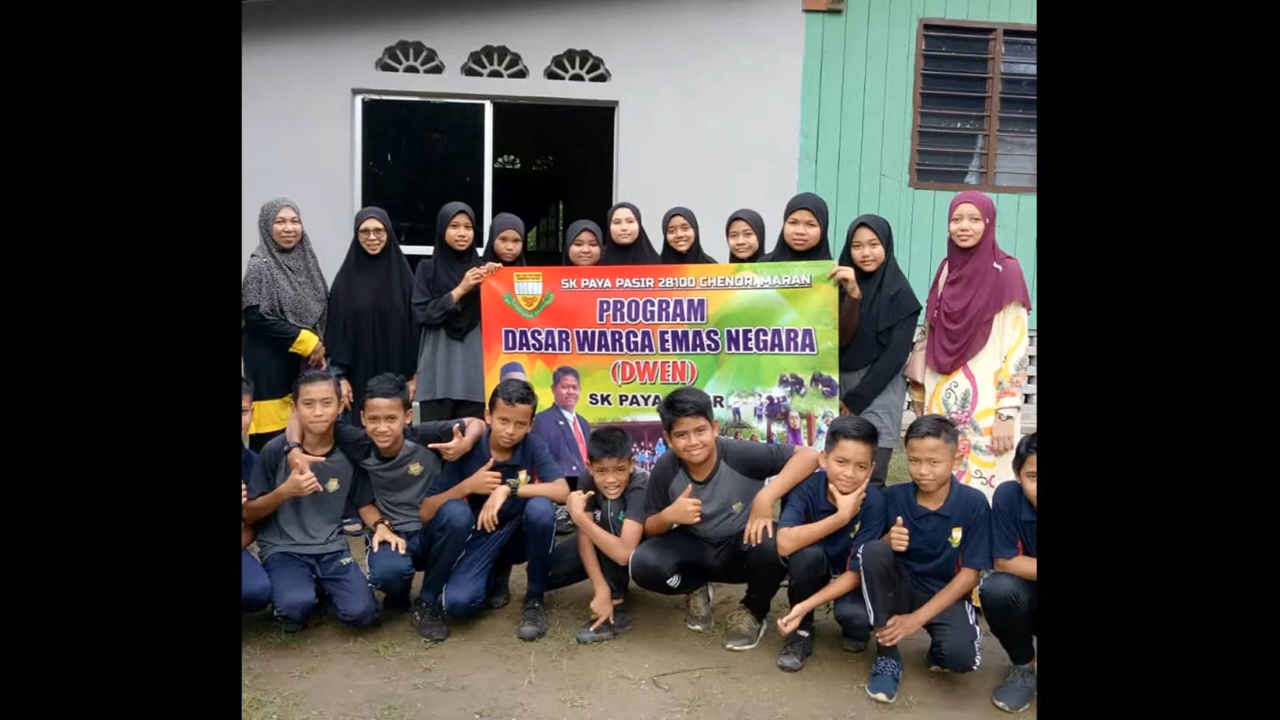 SK PAYA PASIR 28100 CHENOR, MARAN
PROGRAM
DASAR WARGA EMAS NEGARA
(DWEN)
SK PAYA